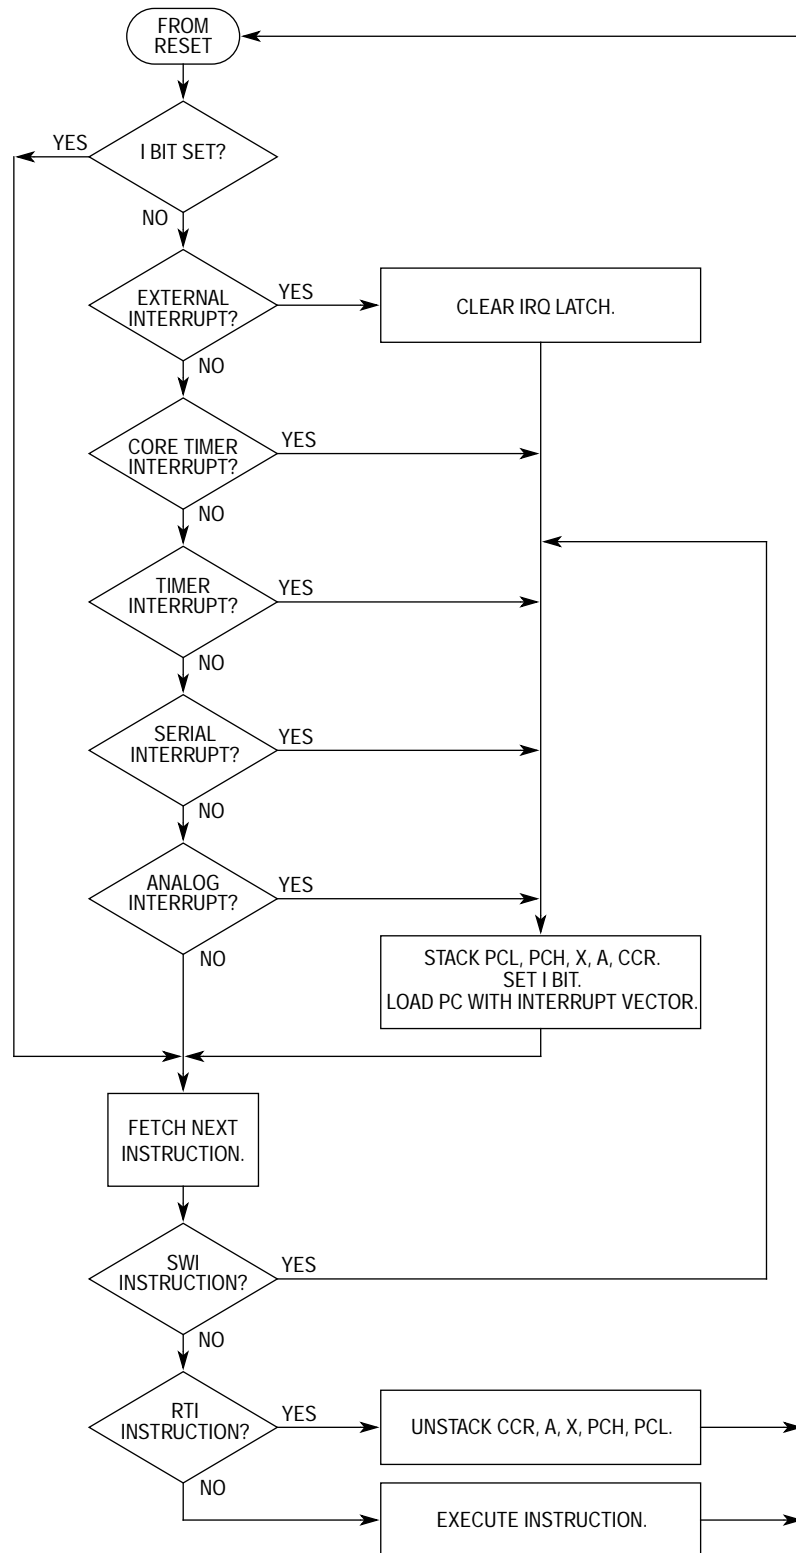 FROM
RESET
YES
I BIT SET?
NO
EXTERNAL
INTERRUPT?
YES
CLEAR IRQ LATCH.
NO
CORE TIMER
INTERRUPT?
YES
NO
TIMER
INTERRUPT?
YES
NO
SERIAL
INTERRUPT?
YES
NO
ANALOG
INTERRUPT?
YES
NO
STACK PCL, PCH, X, A, CCR.
SET I BIT.
LOAD PC WITH INTERRUPT VECTOR.
FETCH NEXT
INSTRUCTION.
SWI
INSTRUCTION?
YES
NO
RTI
INSTRUCTION?
YES
UNSTACK CCR, A, X, PCH, PCL.
NO
EXECUTE INSTRUCTION.